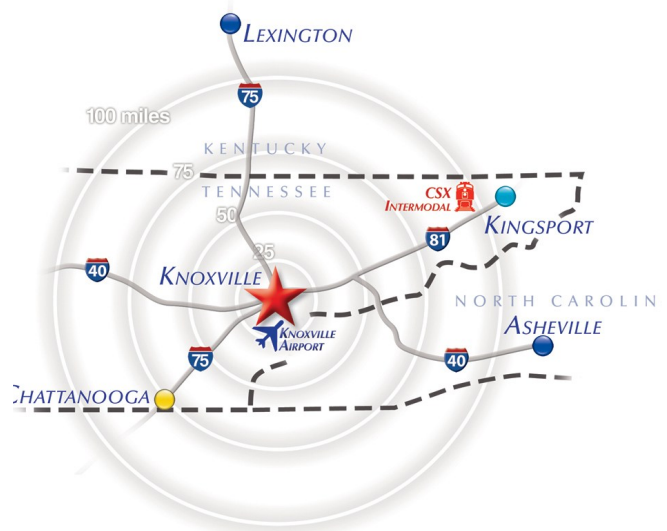 LEXINGTON
75
100 miles
KENTUCKY
75
TENNESSEE
CSX
INTERMODAL
50
KINGSPORT
81
25
40
KNOXVILLE
NORTH CAROLIN
KNOXVILLE
AIRPORT
ASHEVILLE
75
40
CHATTANOOGA